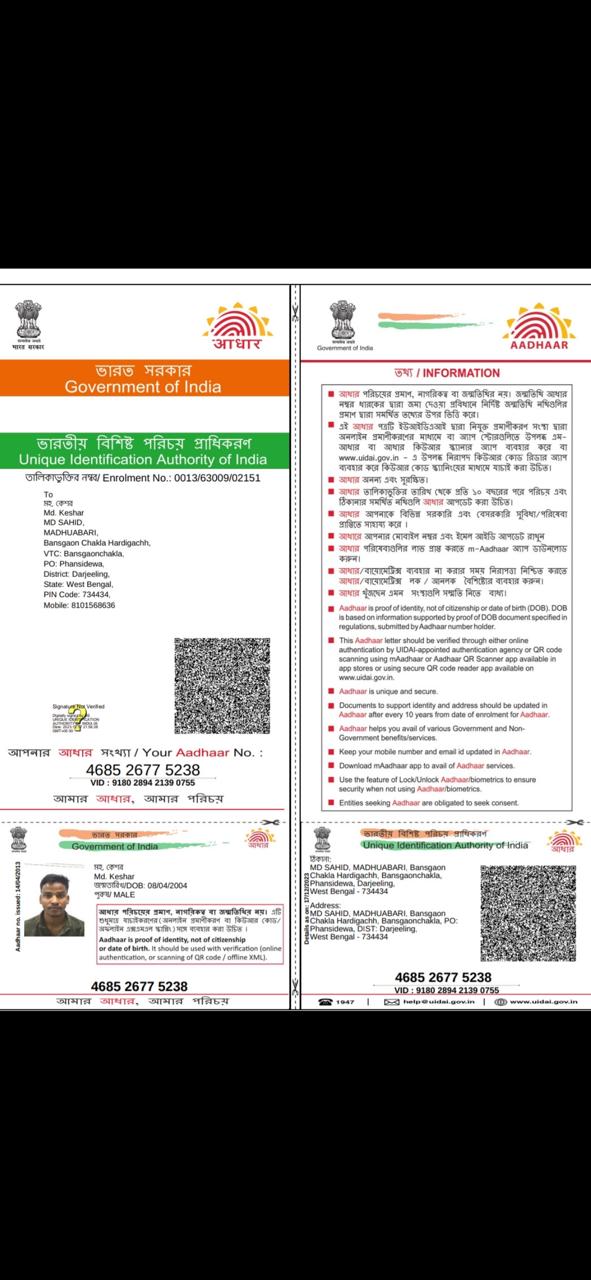 भारत सरकार
আধার
ভারত সরকার
Government of India
ভারতীয় বিশিষ্ট পরিচয় প্রাধিকরণ
Unique Identification Authority of India
তালিকাভুক্তির নম্বর/ Enrolment No.: 0013/63009/02151
To
মহ, কেশর
Md. Keshar
MD SAHID,
MADHUABARI,
Bansgaon Chakla Hardigachh,
VTC: Bansgaonchakla,
PO: Phansidewa,
District: Darjeeling,
State: West Bengal,
PIN Code: 734434,
Mobile: 8101568636
Signature Not Verified
আপনার আধার সংখ্যা / Your Aadhaar No. :
4685 2677 5238
VID : 9180 2894 2139 0755
আমার আধার, আমার পরিচয়
Government of India
AADHAAR
তথ্য / INFORMATION
আধার পরিচয়ের প্রমাণ, নাগরিকত্ব বা জন্মতিথির নয়। জন্মতিথি আধার
নম্বর ধারকের দ্বারা জমা দেওয়া প্রবিধানে নির্দিষ্ট জন্মতিথি নথিগুলির
প্রমাণ দ্বারা সমর্থিত তথ্যের উপর ভিত্তি করে।
এই আধার পত্রটি ইউআইডিএআই দ্বারা নিযুক্ত প্রমাণীকরণ সংস্থা দ্বারা
অনলাইন প্রমাণীকরণের মাধ্যমে বা অ্যাপ স্টোরগুলিতে উপলব্ধ এম-
আধার বা আধার কিউআর স্ক্যানার অ্যাপ ব্যবহার করে বা
www.uidai.gov.in – এ উপলব্ধ নিরাপদ কিউআর কোড রিডার অ্যাপ
ব্যবহার করে কিউআর কোড স্ক্যানিংয়ের মাধ্যমে যাচাই করা উচিত।
আধার অনন্য এবং সুরক্ষিত।
আধার তালিকাভুক্তির তারিখ থেকে প্রতি ১০ বছরের পরে পরিচয় এবং
ঠিকানার সমর্থিত নথিগুলি আধার আপডেট করা উচিত।
আধার আপনাকে বিভিন্ন সরকারি এবং বেসরকারি সুবিধা/পরিষেবা
প্রাপ্তিতে সাহায্য করে ।
আধারে আপনার মোবাইল নম্বর এবং ইমেল আইডি আপডেট রাখুন
আধার পরিষেবাগুলির লাভ প্রাপ্ত করতে m-Aadhaar অ্যাপ ডাউনলোড
করুন।
আধার/বায়োমেট্রিক্স ব্যবহার না করার সময় নিরাপত্তা নিশ্চিত করতে
আধার/বায়োমেট্রিক্স লক / আনলক বৈশিষ্ট্যের ব্যবহার করুন।
আধার খুঁজছেন এমন সংস্থাগুলি সম্মতি নিতে বাধ্য।
Aadhaar is proof of identity, not of citizenship or date of birth (DOB). DOB
is based on information supported by proof of DOB document specified in
regulations, submitted by Aadhaar number holder.
This Aadhaar letter should be verified through either online
authentication by UIDAI-appointed authentication agency or QR code
scanning using mAadhaar or Aadhaar QR Scanner app available in
app stores or using secure QR code reader app available on
www.uidai.gov.in.
Aadhaar is unique and secure.
Documents to support identity and address should be updated in
Aadhaar after every 10 years from date of enrolment for Aadhaar.
Aadhaar helps you avail of various Government and Non-
Government benefits/services.
Keep your mobile number and email id updated in Aadhaar.
Download mAadhaar app to avail of Aadhaar services.
Use the feature of Lock/Unlock Aadhaar/biometrics to ensure
security when not using Aadhaar/biometrics.
Entities seeking Aadhaar are obligated to seek consent.
ভারত সরকার
Government of India
আধার
Aadhaar no. issued: 14/04/2013
মহ, কেশর
Md. Keshar
জন্মতারিখ/DOB: 08/04/2004
পুরুষ/ MALE
আধার পরিচয়ের প্রমাণ, নাগরিকত্ব বা জন্মতিথির নয়। এটি
শুধুমাত্র যাচাইকরণের(অনলাইন প্রমাণীকরণ বা কিউআর কোড/
অফলাইন এক্সএমএল স্ক্যানিং) সঙ্গে ব্যবহার করা উচিত ।
Aadhaar is proof of identity, not of citizenship
or date of birth. It should be used with verification (online
authentication, or scanning of QR code / offline XML).
4685 2677 5238
আমার আধার, আমার পরিচয়
ভারতীয় বিশিষ্ট পরিচয় প্রাধিকরণ
Unique Identification Authority of India
আধার
Details as on: 17/12/2023
ঠিকানা:
MD SAHID, MADHUABARI, Bansgaon
Chakla Hardigachh, Bansgaonchakla,
Phansidewa, Darjeeling,
West Bengal - 734434
Address:
MD SAHID, MADHUABARI, Bansgaon
Chakla Hardigachh, Bansgaonchakla, PO:
Phansidewa, DIST: Darjeeling,
West Bengal - 734434
4685 2677 5238
VID : 9180 2894 2139 0755
1947 | help@uidai.gov.in | www.uidai.gov.in